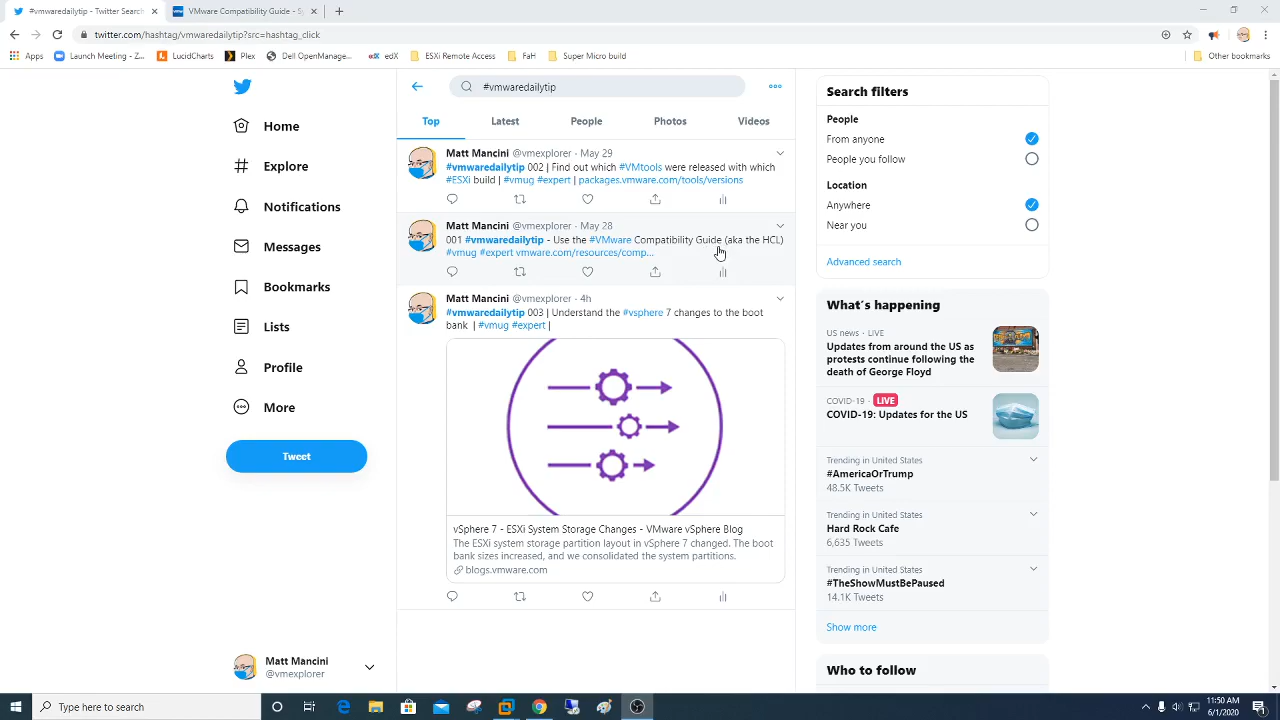 #vmwaredailytip - Twitter Search
VMware Compatibility Guide - S
twitter.com/hashtag/vmwaredailytip?src=hashtag_click
Apps
Launch Meeting - Z...
LucidCharts
Plex
Dell OpenManage...
edX
ESXi Remote Access
FaH
Super Micro build
Other bookmarks
#vmwaredailytip
Home
Explore
Notifications
Messages
Bookmarks
Lists
Profile
More
Tweet
Matt Mancini
@vmexplorer
Top
Latest
People
Photos
Videos
Matt Mancini @vmexplorer · May 29
#vmwaredailytip 002 | Find out which #VMtools were released with which
#ESXi build | #vmug #expert | packages.vmware.com/tools/versions
Matt Mancini @vmexplorer · May 28
001 #vmwaredailytip - Use the #VMware Compatibility Guide (aka the HCL)
#vmug #expert vmware.com/resources/comp...
Matt Mancini @vmexplorer · 4h
#vmwaredailytip 003 | Understand the #vsphere 7 changes to the boot
bank | #vmug #expert |
vSphere 7 - ESXi System Storage Changes - VMware vSphere Blog
The ESXi system storage partition layout in vSphere 7 changed. The boot
bank sizes increased, and we consolidated the system partitions.
blogs.vmware.com
Search filters
People
From anyone
People you follow
Location
Anywhere
Near you
Advanced search
What's happening
US news · LIVE
Updates from around the US as
protests continue following the
death of George Floyd
COVID-19 · LIVE
COVID-19: Updates for the US
Trending in United States
#AmericaOrTrump
48.5K Tweets
Trending in United States
Hard Rock Cafe
6,635 Tweets
Trending in United States
#TheShowMustBePaused
14.1K Tweets
Show more
Who to follow
Type here to search
11:50 AM
6/1/2020